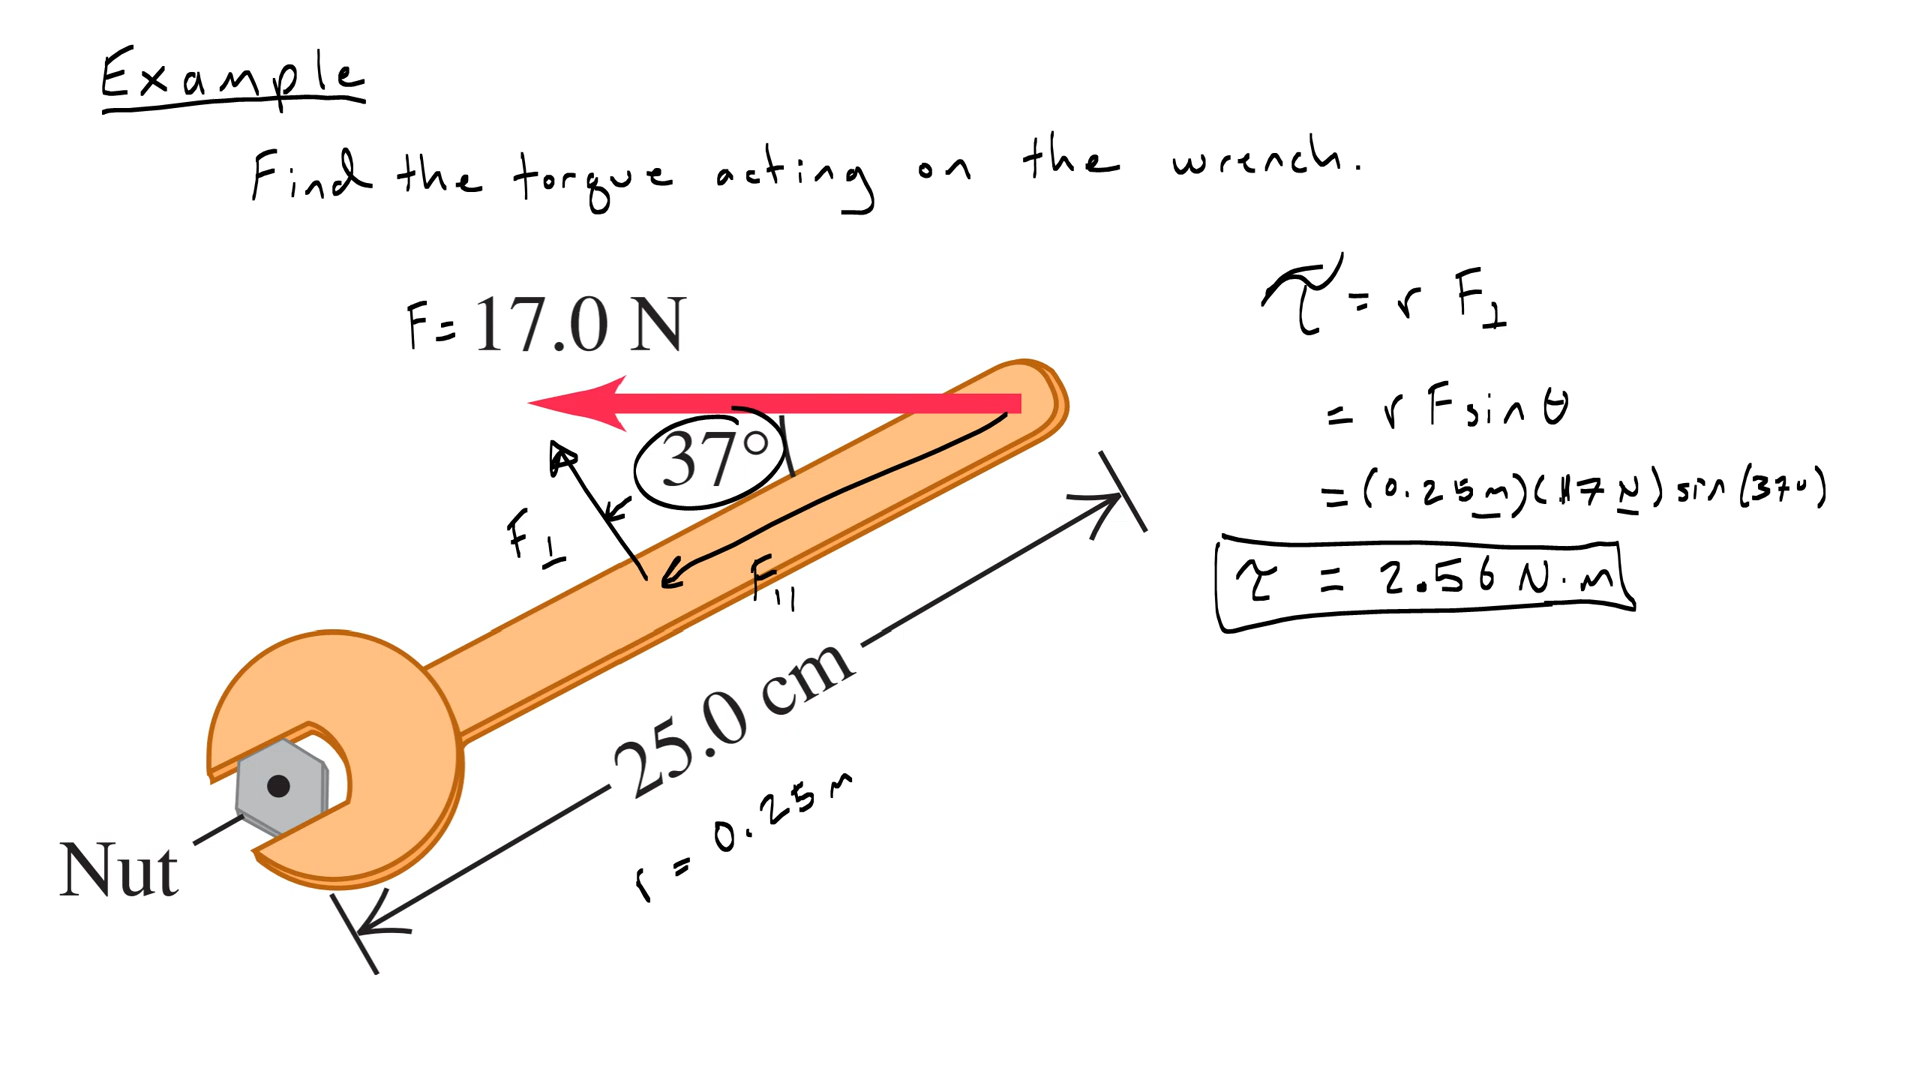 Example
Find the torque acting on the wrench.
F = 17.0 N
37°
F⊥
F||
25.0 cm
r = 0.25 m
Nut
τ = r F⊥
= r F sin θ
= (0.25 m)(17 N) sin(37°)
τ = 2.56 N·m